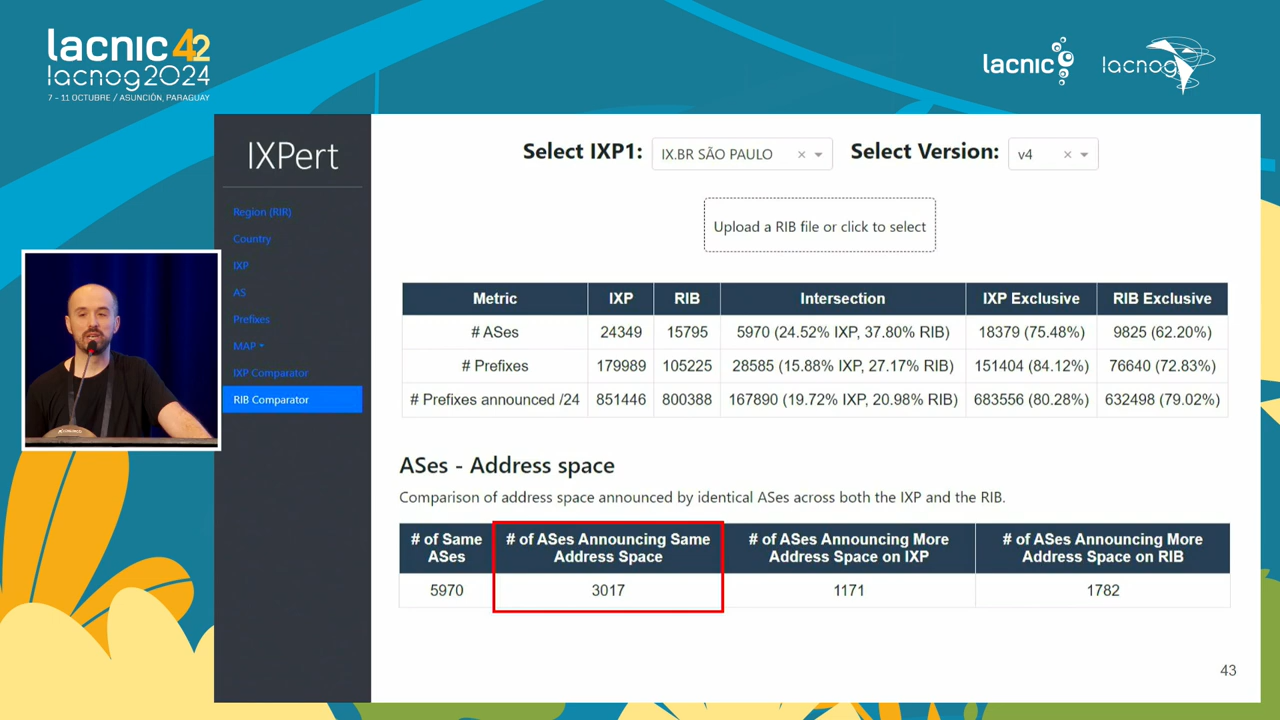 lacnic 42
lacnog 2024
7 - 11 OCTUBRE / ASUNCIÓN, PARAGUAY
lacnic
lacnog
IXPert
Region (RIR)
Country
IXP
AS
Prefixes
MAP
IXP Comparator
RIB Comparator
Select IXP1: IX.BR SÃO PAULO × Select Version: v4 ×
Upload a RIB file or click to select
Metric IXP RIB Intersection IXP Exclusive RIB Exclusive
# ASes 24349 15795 5970 (24.52% IXP, 37.80% RIB) 18379 (75.48%) 9825 (62.20%)
# Prefixes 179989 105225 28585 (15.88% IXP, 27.17% RIB) 151404 (84.12%) 76640 (72.83%)
# Prefixes announced /24 851446 800388 167890 (19.72% IXP, 20.98% RIB) 683556 (80.28%) 632498 (79.02%)
ASes - Address space
Comparison of address space announced by identical ASes across both the IXP and the RIB.
# of Same ASes # of ASes Announcing Same Address Space # of ASes Announcing More Address Space on IXP # of ASes Announcing More Address Space on RIB
5970 3017 1171 1782
43